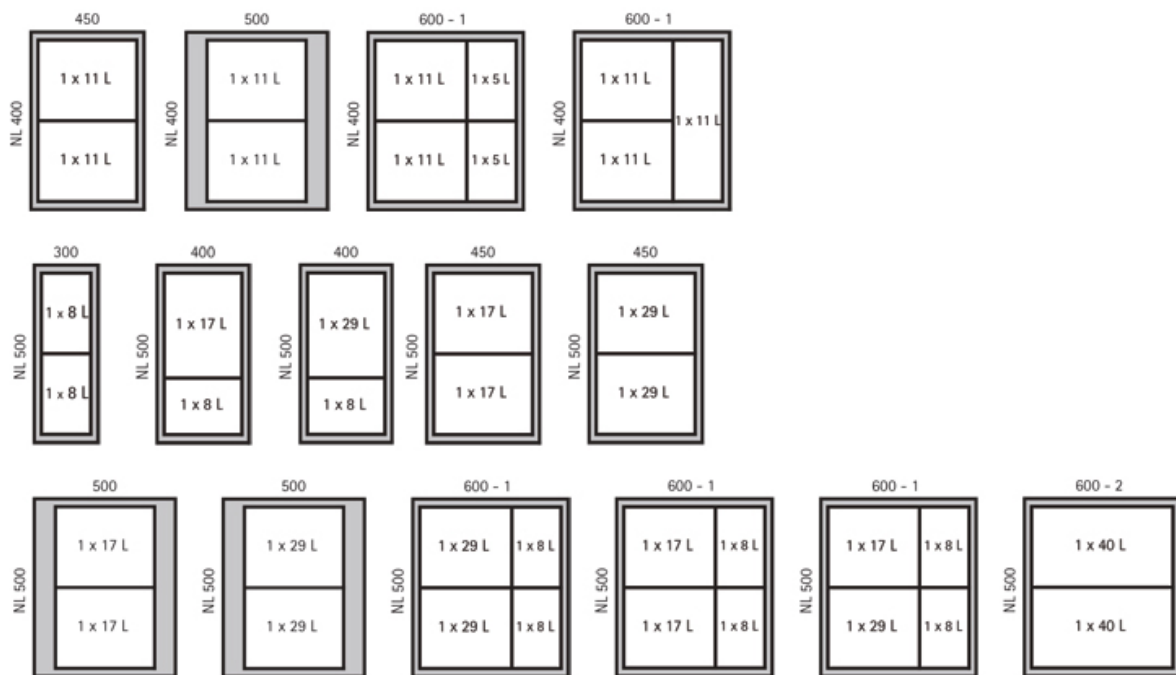 450 500 600 - 1 600 - 1
NL 400 1 x 11 L 1 x 11 L
NL 400 1 x 11 L 1 x 11 L
NL 400 1 x 11 L 1 x 5 L 1 x 11 L 1 x 5 L
NL 400 1 x 11 L 1 x 11 L 1 x 11 L
300 400 400 450 450
NL 500 1 x 8 L 1 x 8 L
NL 500 1 x 17 L 1 x 8 L
NL 500 1 x 29 L 1 x 8 L
NL 500 1 x 17 L 1 x 17 L
NL 500 1 x 29 L 1 x 29 L
500 500 600 - 1 600 - 1 600 - 1 600 - 2
NL 500 1 x 17 L 1 x 17 L
NL 500 1 x 29 L 1 x 29 L
NL 500 1 x 29 L 1 x 8 L 1 x 29 L 1 x 8 L
NL 500 1 x 17 L 1 x 8 L 1 x 17 L 1 x 8 L
NL 500 1 x 17 L 1 x 8 L 1 x 29 L 1 x 8 L
NL 500 1 x 40 L 1 x 40 L